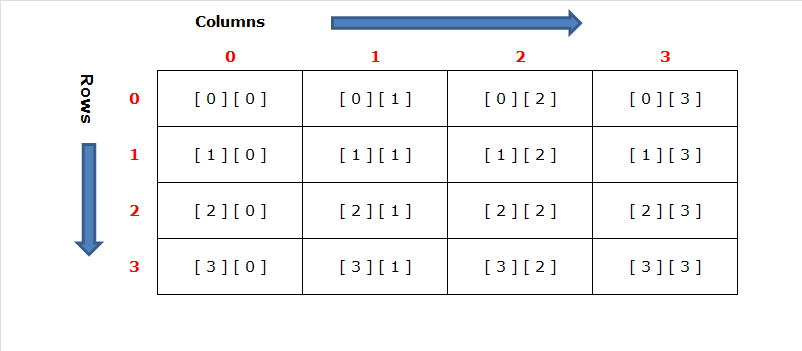 Columns
0 1 2 3
Rows
0 [ 0 ] [ 0 ] [ 0 ] [ 1 ] [ 0 ] [ 2 ] [ 0 ] [ 3 ]
1 [ 1 ] [ 0 ] [ 1 ] [ 1 ] [ 1 ] [ 2 ] [ 1 ] [ 3 ]
2 [ 2 ] [ 0 ] [ 2 ] [ 1 ] [ 2 ] [ 2 ] [ 2 ] [ 3 ]
3 [ 3 ] [ 0 ] [ 3 ] [ 1 ] [ 3 ] [ 2 ] [ 3 ] [ 3 ]